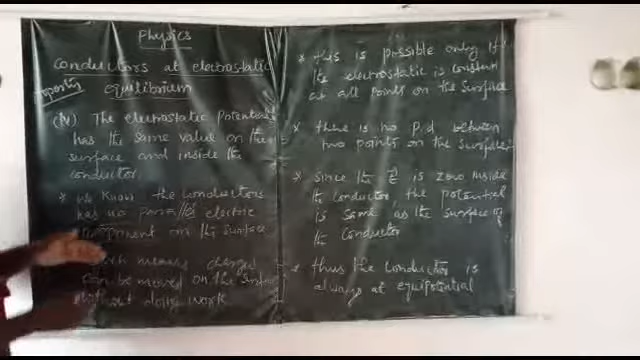 Physics
Conductors at electrostatic
equilibrium
Property
(iv) The electrostatic Potential
has the same value on the
surface and inside the
conductor.
* We know the conductors
has no parallel electric
component on the surface
which means charges
can be moved on the surface
without doing work.
* this is possible only if
the electrostatic is constant
at all points on the surface
* there is no P.d between
two points on the surface
* since the E is zero inside
the conductor, the potential
is same as the surface of
the conductor
* thus the conductor is
always at equipotential